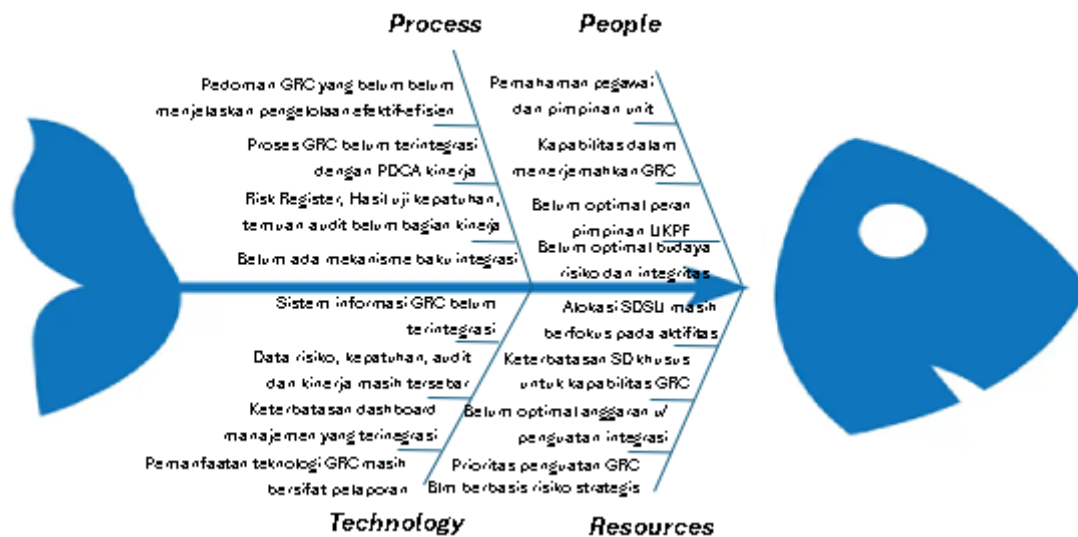 Process
Pedoman GRC yang belum belum
menjelaskan pengelolaan efektif-efisien
Proses GRC belum terintegrasi
dengan PDCA kinerja
Risk Register, Hasil uji kepatuhan,
temuan audit belum bagian kinerja
Belum ada mekanisme baku integrasi
People
Pemahaman pegawai
dan pimpinan unit
Kapabilitas dalam
menerjemahkan GRC
Belum optimal peran
pimpinan UKPF
Belum optimal budaya
risiko dan integritas
Sistem informasi GRC belum
terintegrasi
Data risiko, kepatuhan, audit
dan kinerja masih tersebar
Keterbatasan dashboard
manajemen yang terinegrasi
Pemanfaatan teknologi GRC masih
bersifat pelaporan
Technology
Alokasi SDSU masih
berfokus pada aktifitas
Keterbatasan SD khusus
untuk kapabilitas GRC
Belum optimal anggaran u/
penguatan integrasi
Prioritas penguatan GRC
Blm berbasis risiko strategis
Resources